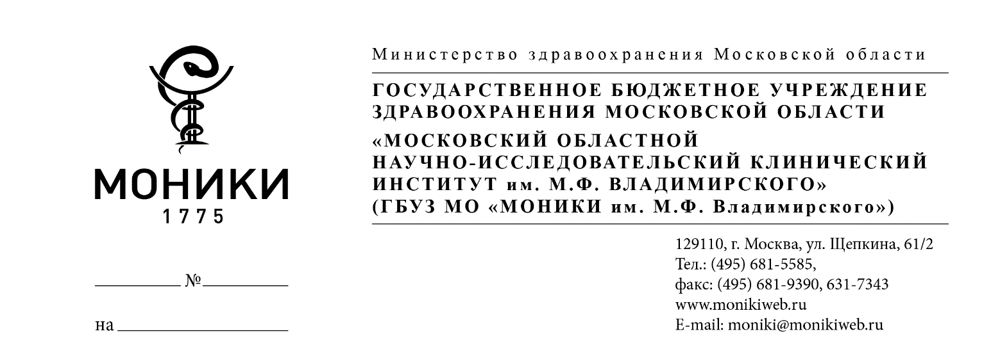 МОНИКИ
1775
№
на
Министерство здравоохранения Московской области
ГОСУДАРСТВЕННОЕ БЮДЖЕТНОЕ УЧРЕЖДЕНИЕ
ЗДРАВООХРАНЕНИЯ МОСКОВСКОЙ ОБЛАСТИ
«МОСКОВСКИЙ ОБЛАСТНОЙ
НАУЧНО-ИССЛЕДОВАТЕЛЬСКИЙ КЛИНИЧЕСКИЙ
ИНСТИТУТ им. М.Ф. ВЛАДИМИРСКОГО»
(ГБУЗ МО «МОНИКИ им. М.Ф. Владимирского»)
129110, г. Москва, ул. Щепкина, 61/2
Тел.: (495) 681-5585,
факс: (495) 681-9390, 631-7343
www.monikiweb.ru
E-mail: moniki@monikiweb.ru